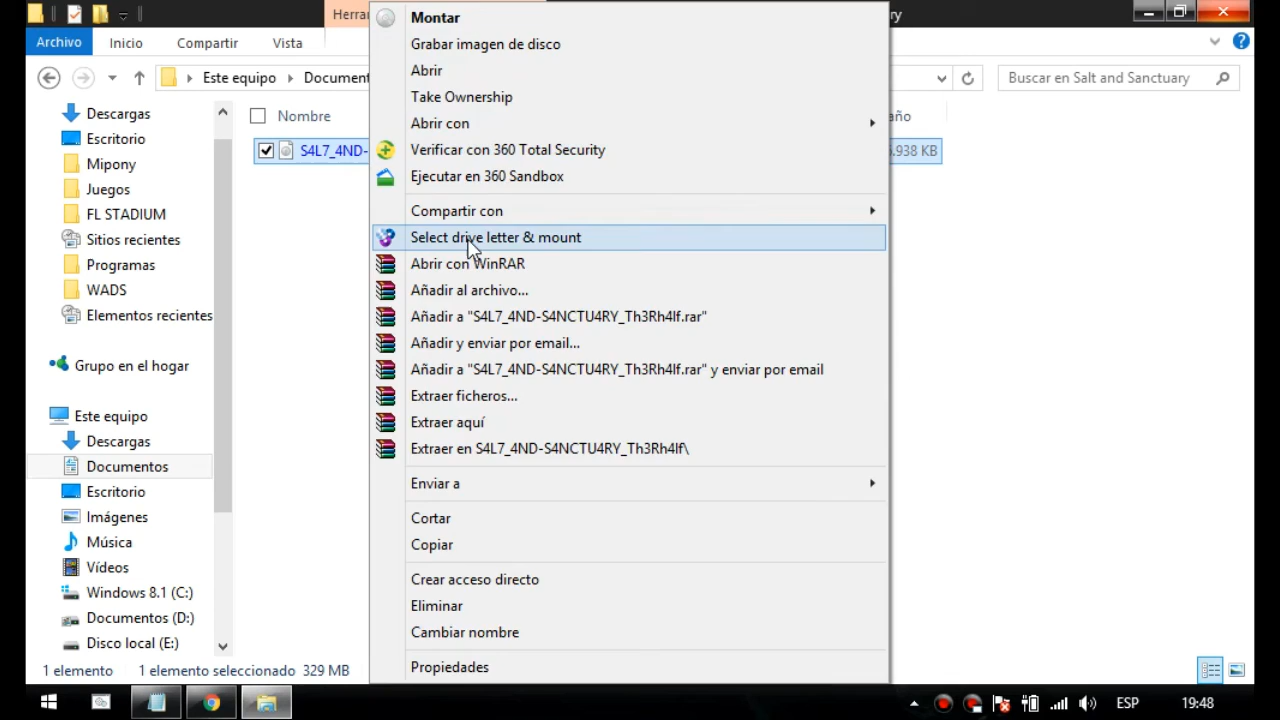 Herra
ry
Archivo
Inicio
Compartir
Vista
Este equipo
Document
Buscar en Salt and Sanctuary
Descargas
Escritorio
Mipony
Juegos
FL STADIUM
Sitios recientes
Programas
WADS
Elementos recientes
Grupo en el hogar
Este equipo
Descargas
Documentos
Escritorio
Imágenes
Música
Vídeos
Windows 8.1 (C:)
Documentos (D:)
Disco local (E:)
Nombre
año
S4L7_4ND-
.938 KB
Montar
Grabar imagen de disco
Abrir
Take Ownership
Abrir con
Verificar con 360 Total Security
Ejecutar en 360 Sandbox
Compartir con
Select drive letter & mount
Abrir con WinRAR
Añadir al archivo...
Añadir a "S4L7_4ND-S4NCTU4RY_Th3Rh4lf.rar"
Añadir y enviar por email...
Añadir a "S4L7_4ND-S4NCTU4RY_Th3Rh4lf.rar" y enviar por email
Extraer ficheros...
Extraer aquí
Extraer en S4L7_4ND-S4NCTU4RY_Th3Rh4lf\
Enviar a
Cortar
Copiar
Crear acceso directo
Eliminar
Cambiar nombre
Propiedades
1 elemento
1 elemento seleccionado 329 MB
ESP
19:48